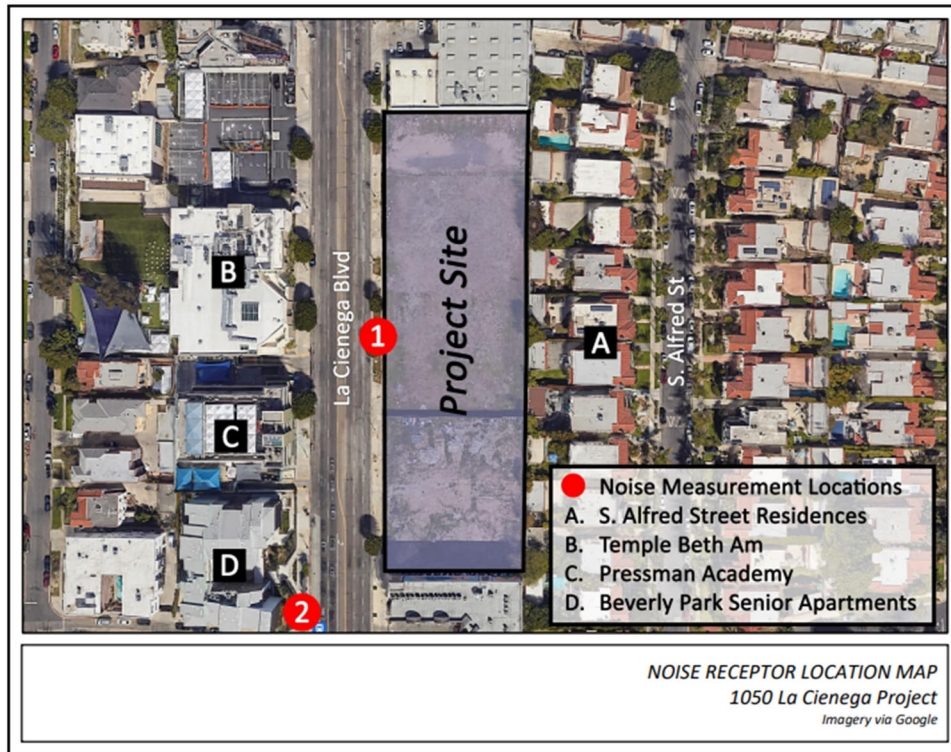 B
La Cienega Blvd
1
Project Site
A
S. Alfred St
C
D
2
Noise Measurement Locations
A. S. Alfred Street Residences
B. Temple Beth Am
C. Pressman Academy
D. Beverly Park Senior Apartments
NOISE RECEPTOR LOCATION MAP
1050 La Cienega Project
Imagery via Google